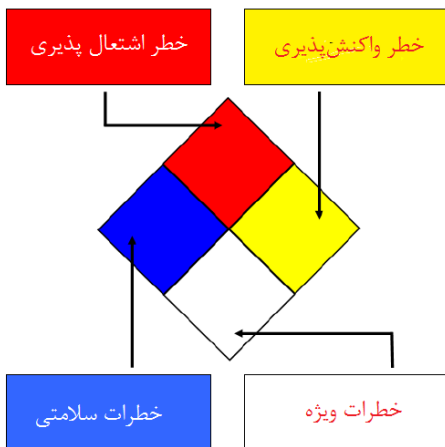 خطر واکنش‌پذیری
خطر اشتعال پذیری
خطرات ویژه
خطرات سلامتی